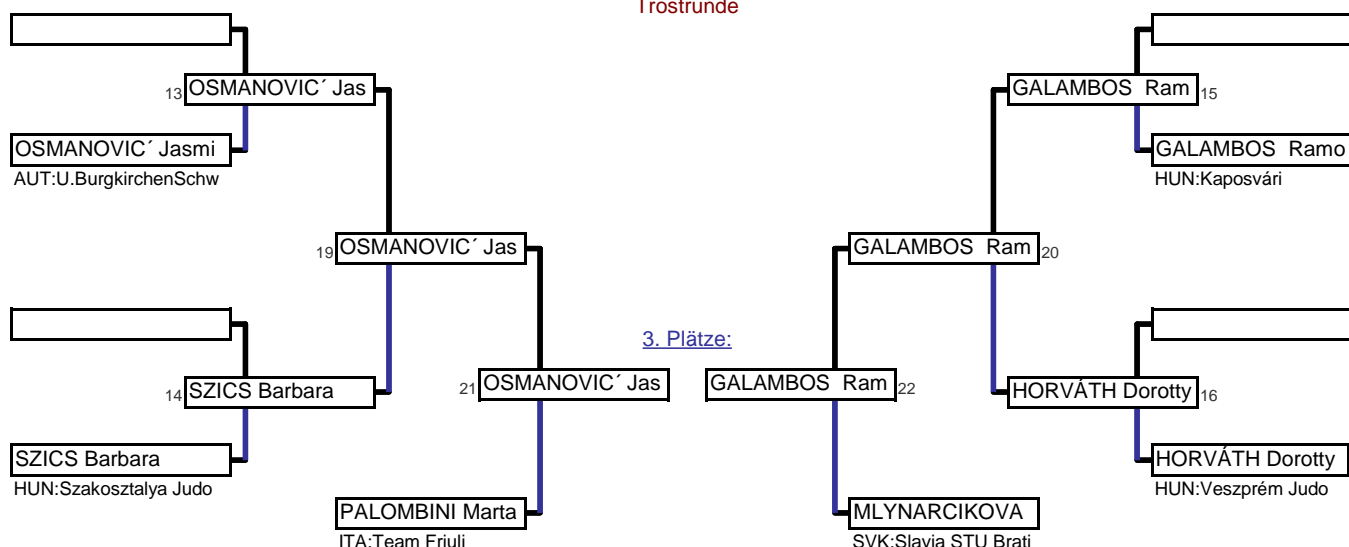 Trostrunde
13 OSMANOVIC´ Jas
GALAMBOS Ram 15
OSMANOVIC´ Jasmi
GALAMBOS Ramo
AUT:U.BurgkirchenSchw
HUN:Kaposvári
19 OSMANOVIC´ Jas
GALAMBOS Ram 20
3. Plätze:
14 SZICS Barbara
21 OSMANOVIC´ Jas
GALAMBOS Ram 22
HORVÁTH Dorotty 16
SZICS Barbara
HORVÁTH Dorotty
HUN:Szakosztalya Judo
HUN:Veszprém Judo
PALOMBINI Marta
MLYNARCIKOVA
ITA:Team Friuli
SVK:Slavia STU Brati